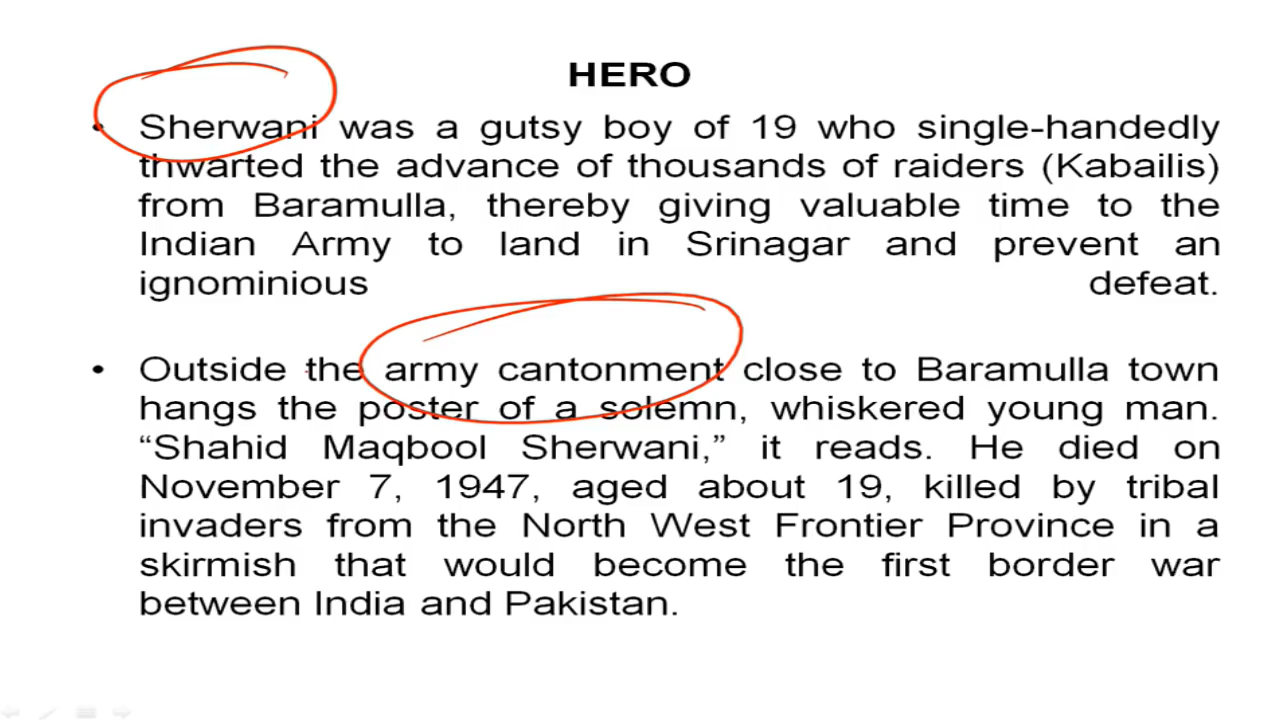 HERO
• Sherwani was a gutsy boy of 19 who single-handedly
thwarted the advance of thousands of raiders (Kabailis)
from Baramulla, thereby giving valuable time to the
Indian Army to land in Srinagar and prevent an
ignominious defeat.
• Outside the army cantonment close to Baramulla town
hangs the poster of a solemn, whiskered young man.
“Shahid Maqbool Sherwani,” it reads. He died on
November 7, 1947, aged about 19, killed by tribal
invaders from the North West Frontier Province in a
skirmish that would become the first border war
between India and Pakistan.